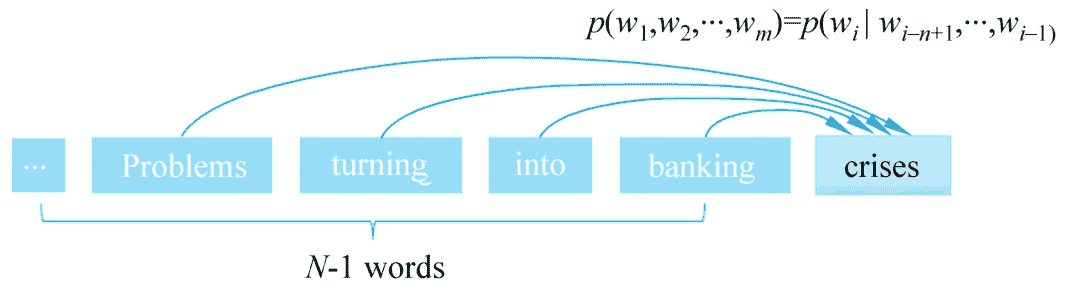 p(w1,w2,⋯,wm)=p(wi| wi–n+1,⋯,wi–1)
... Problems turning into banking crises
N-1 words